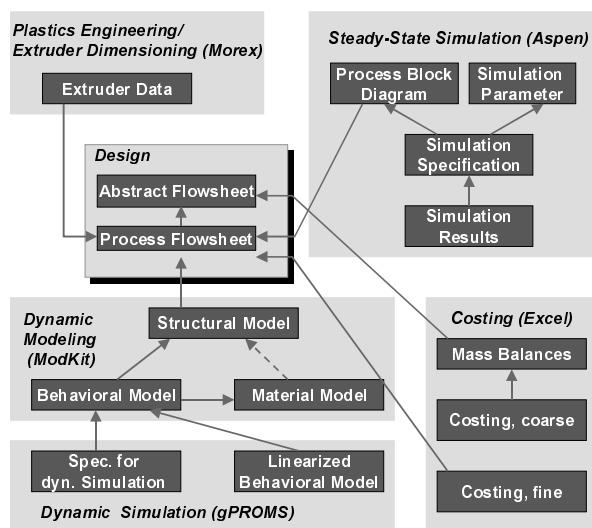 Plastics Engineering/
Extruder Dimensioning (Morex)
Extruder Data
Steady-State Simulation (Aspen)
Process Block
Diagram
Simulation
Parameter
Simulation
Specification
Simulation
Results
Design
Abstract Flowsheet
Process Flowsheet
Dynamic
Modeling
(ModKit)
Structural Model
Behavioral Model
Material Model
Costing (Excel)
Mass Balances
Costing, coarse
Costing, fine
Spec. for
dyn. Simulation
Linearized
Behavioral Model
Dynamic Simulation (gPROMS)